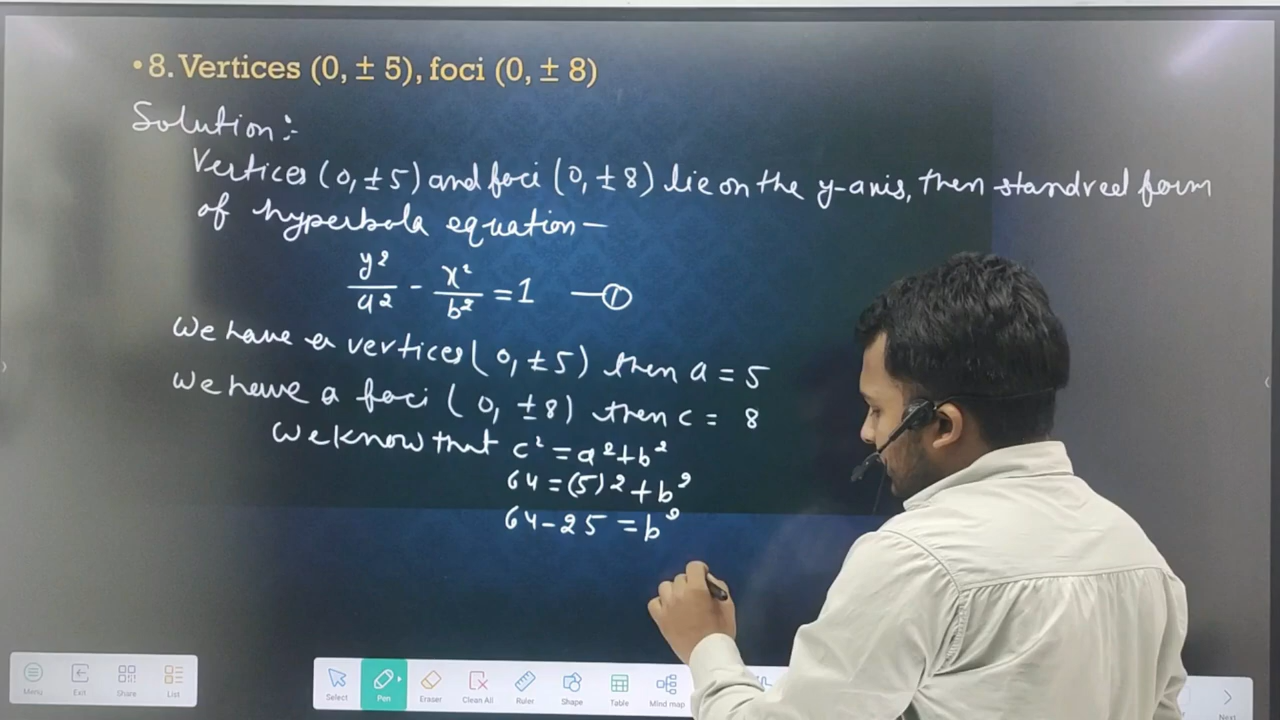 •8. Vertices (0, ± 5), foci (0, ± 8)
Solution:-
Vertices (0, ±5) and foci (0, ±8) lie on the y-axis, then standred form
of hyperbola equation—
y²/a² - x²/b² = 1 —①
We have a vertices (0, ±5) then a = 5
We have a foci (0, ±8) then c = 8
We know that c² = a²+b²
64 = (5)² + b²
64-25 = b²
Menu Exit Share List Select Pen Eraser Clean All Ruler Shape Table Mind map Next